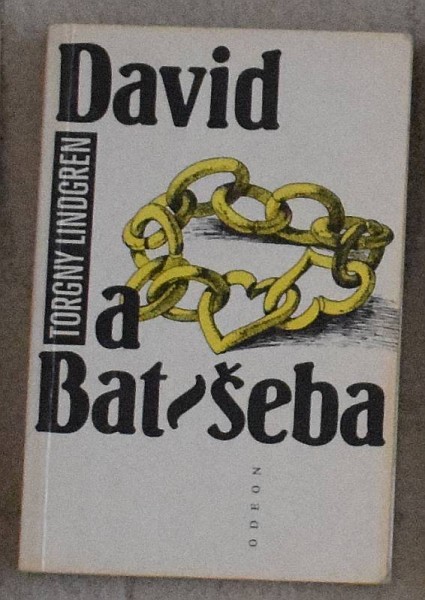 David
TORGNY LINDGREN
a
Bat-šeba
ODEON